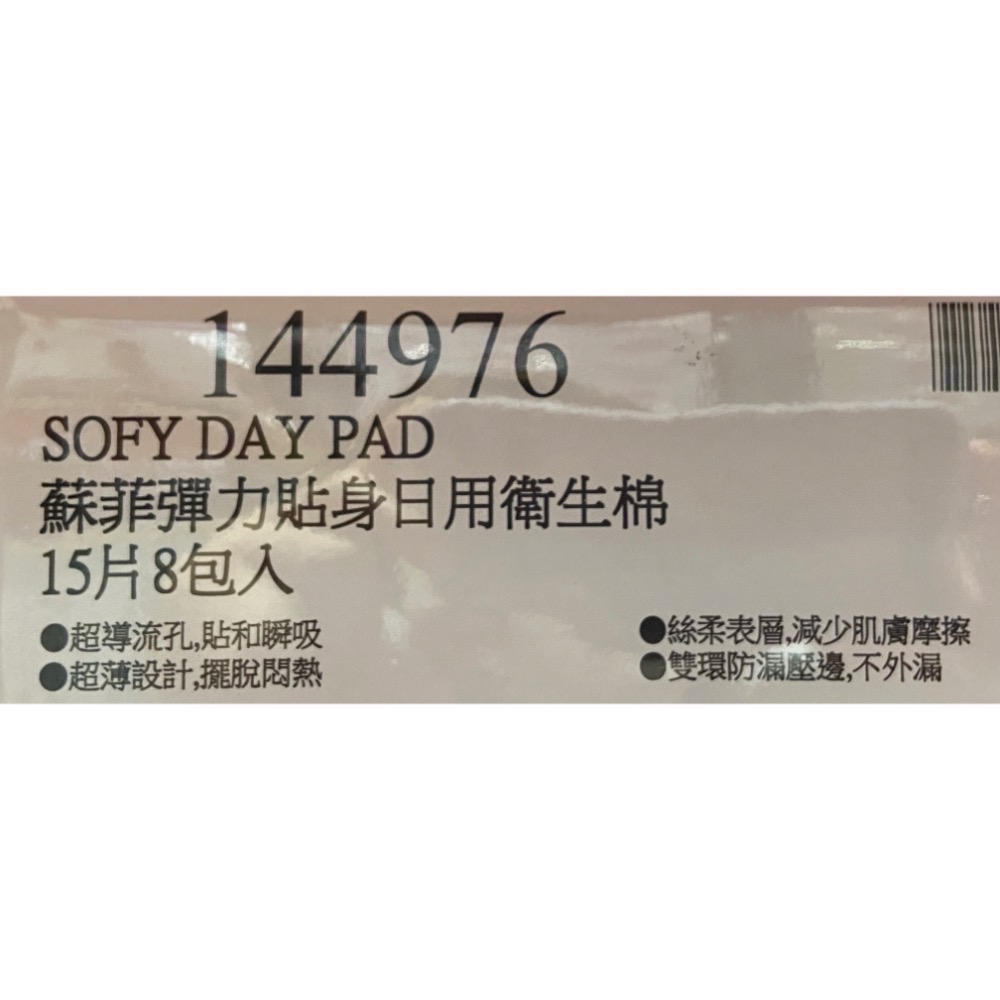 144976
SOFY DAY PAD
蘇菲彈力貼身日用衛生棉
15片8包入
●超導流孔,貼和瞬吸
●超薄設計,擺脫悶熱
●絲柔表層,減少肌膚摩擦
●雙環防漏壓邊,不外漏